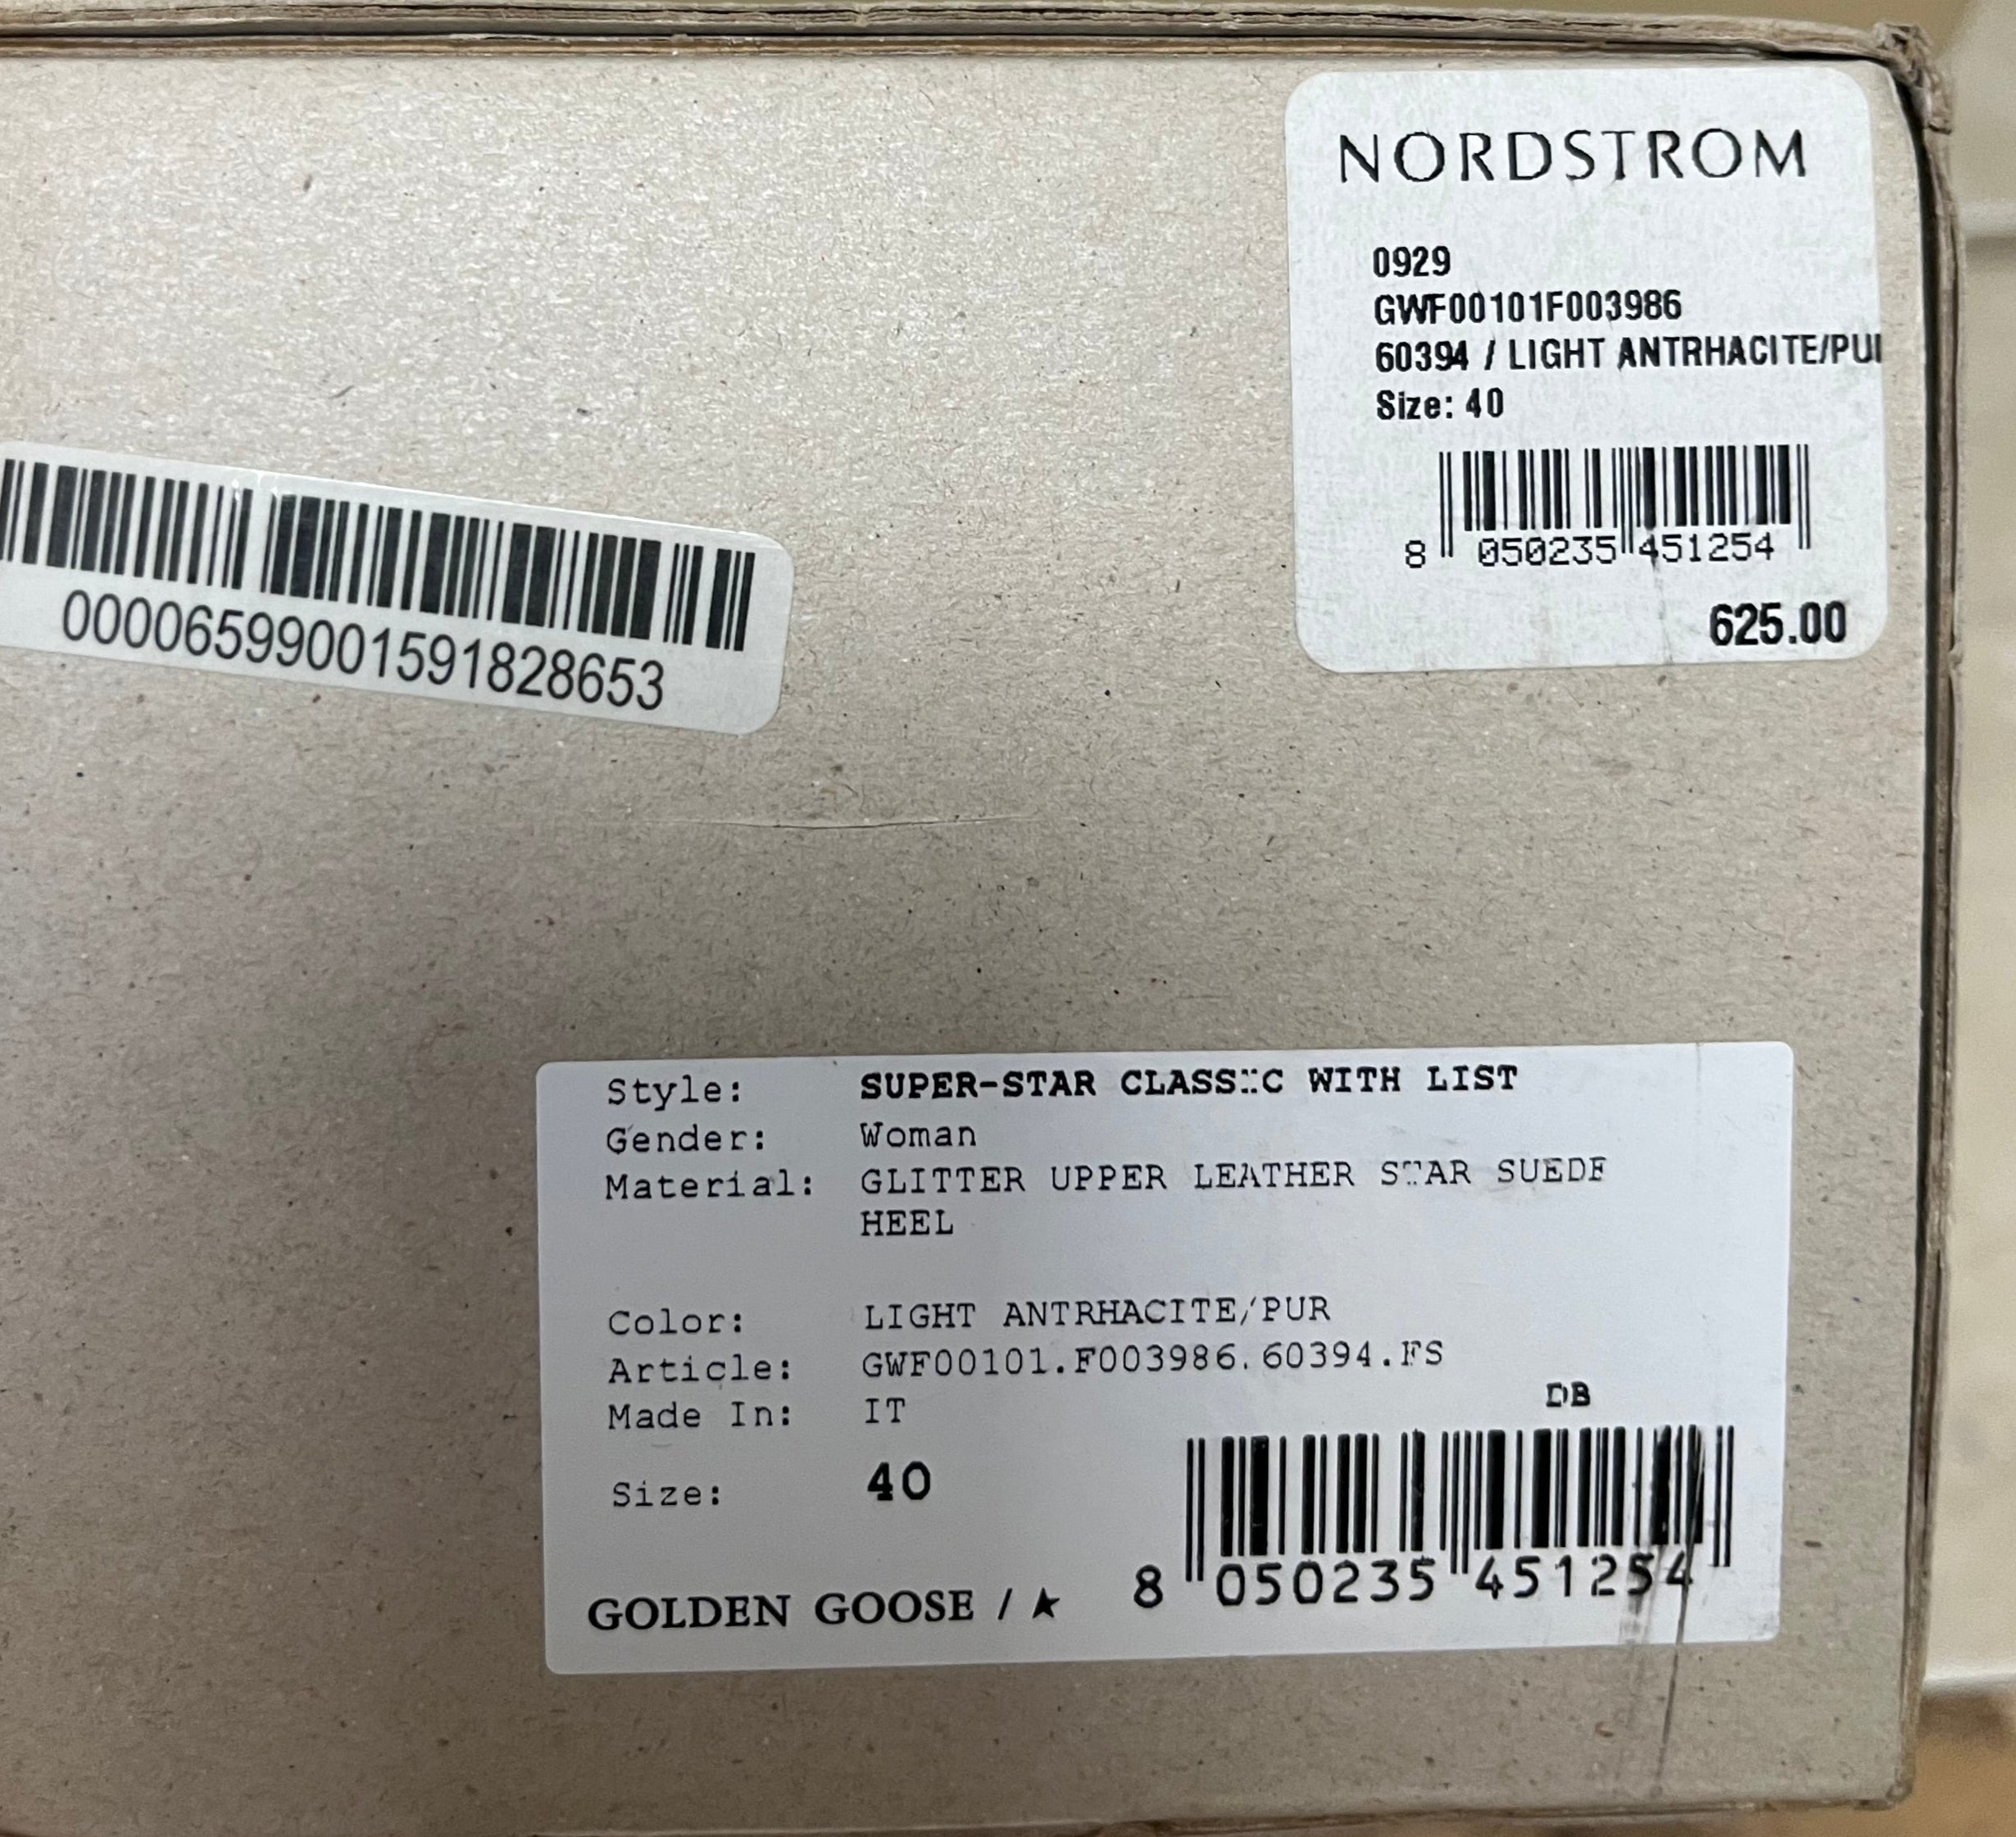 NORDSTROM
0929
GWF00101F003986
60394 / LIGHT ANTRHACITE/PUI
Size: 40
8 050235 451254
625.00
00006599001591828653
Style: SUPER-STAR CLASSIC WITH LIST
Gender: Woman
Material: GLITTER UPPER LEATHER STAR SUEDE
HEEL
Color: LIGHT ANTRHACITE/PUR
Article: GWF00101.F003986.60394.FS
Made In: IT
DB
Size: 40
GOLDEN GOOSE / ★
8 050235 451254